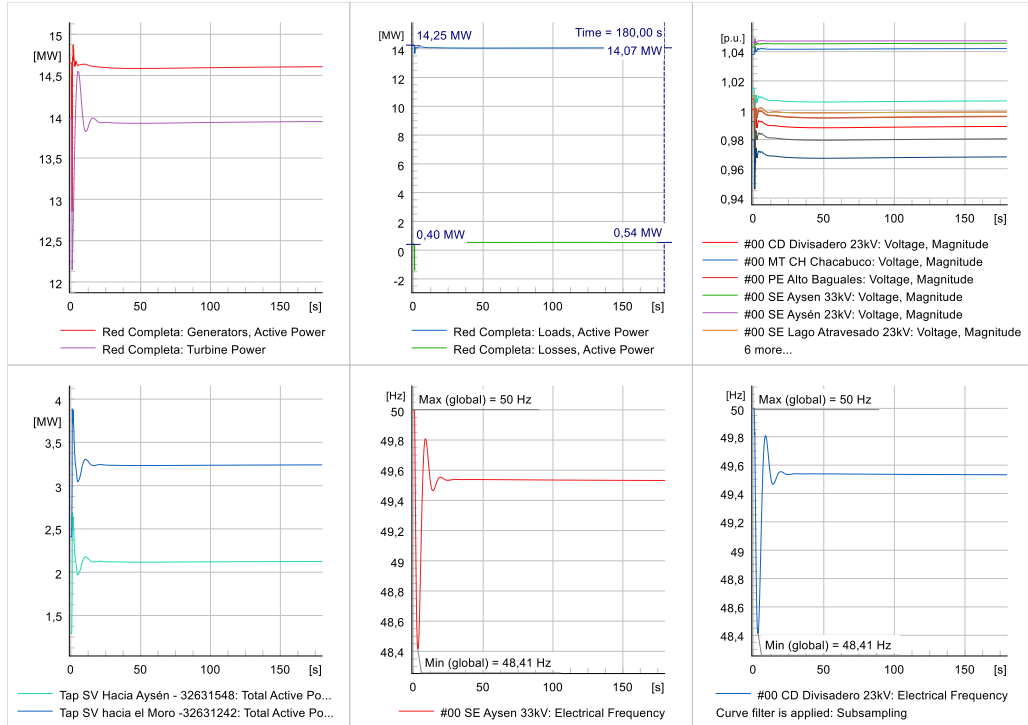 15
[MW]
14,5
14
13,5
13
12,5
12
0
50
100
150
[s]
Red Completa: Generators, Active Power
Red Completa: Turbine Power
[MW]
14,25 MW
Time = 180,00 s
14,07 MW
14
12
10
8
6
4
2
0
-2
0,40 MW
0,54 MW
0
50
100
150
[s]
Red Completa: Loads, Active Power
Red Completa: Losses, Active Power
[p.u.]
1,04
1,02
1
0,98
0,96
0,94
0
50
100
150
[s]
#00 CD Divisadero 23kV: Voltage, Magnitude
#00 MT CH Chacabuco: Voltage, Magnitude
#00 PE Alto Baguales: Voltage, Magnitude
#00 SE Aysen 33kV: Voltage, Magnitude
#00 SE Aysén 23kV: Voltage, Magnitude
#00 SE Lago Atravesado 23kV: Voltage, Magnitude
6 more...
4
[MW]
3,5
3
2,5
2
1,5
0
50
100
150
[s]
Tap SV Hacia Aysén - 32631548: Total Active Po...
Tap SV hacia el Moro -32631242: Total Active Po...
[Hz]
Max (global) = 50 Hz
50
49,8
49,6
49,4
49,2
49
48,8
48,6
48,4
Min (global) = 48,41 Hz
0
50
100
150
[s]
#00 SE Aysen 33kV: Electrical Frequency
[Hz]
Max (global) = 50 Hz
50
49,8
49,6
49,4
49,2
49
48,8
48,6
48,4
Min (global) = 48,41 Hz
0
50
100
150
[s]
#00 CD Divisadero 23kV: Electrical Frequency
Curve filter is applied: Subsampling